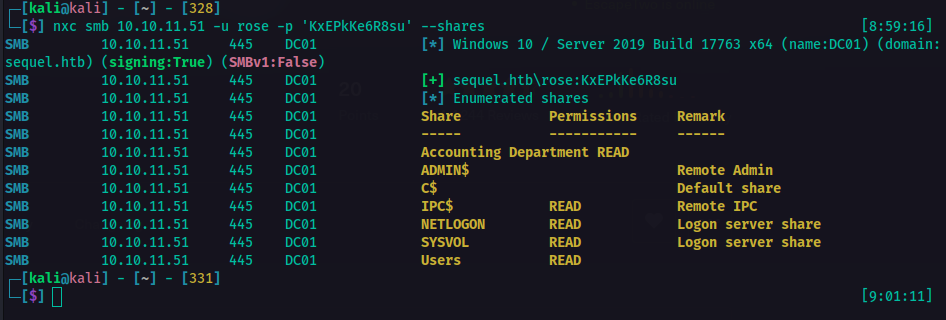 [kali@kali] - [~] - [328]
[$] nxc smb 10.10.11.51 -u rose -p 'KxEPkKe6R8su' --shares [8:59:16]
SMB 10.10.11.51 445 DC01 [*] Windows 10 / Server 2019 Build 17763 x64 (name:DC01) (domain:
sequel.htb) (signing:True) (SMBv1:False)
SMB 10.10.11.51 445 DC01 [+] sequel.htb\rose:KxEPkKe6R8su
SMB 10.10.11.51 445 DC01 [*] Enumerated shares
SMB 10.10.11.51 445 DC01 Share Permissions Remark
SMB 10.10.11.51 445 DC01 ----- ----------- ------
SMB 10.10.11.51 445 DC01 Accounting Department READ
SMB 10.10.11.51 445 DC01 ADMIN$ Remote Admin
SMB 10.10.11.51 445 DC01 C$ Default share
SMB 10.10.11.51 445 DC01 IPC$ READ Remote IPC
SMB 10.10.11.51 445 DC01 NETLOGON READ Logon server share
SMB 10.10.11.51 445 DC01 SYSVOL READ Logon server share
SMB 10.10.11.51 445 DC01 Users READ
[kali@kali] - [~] - [331]
[$] [9:01:11]